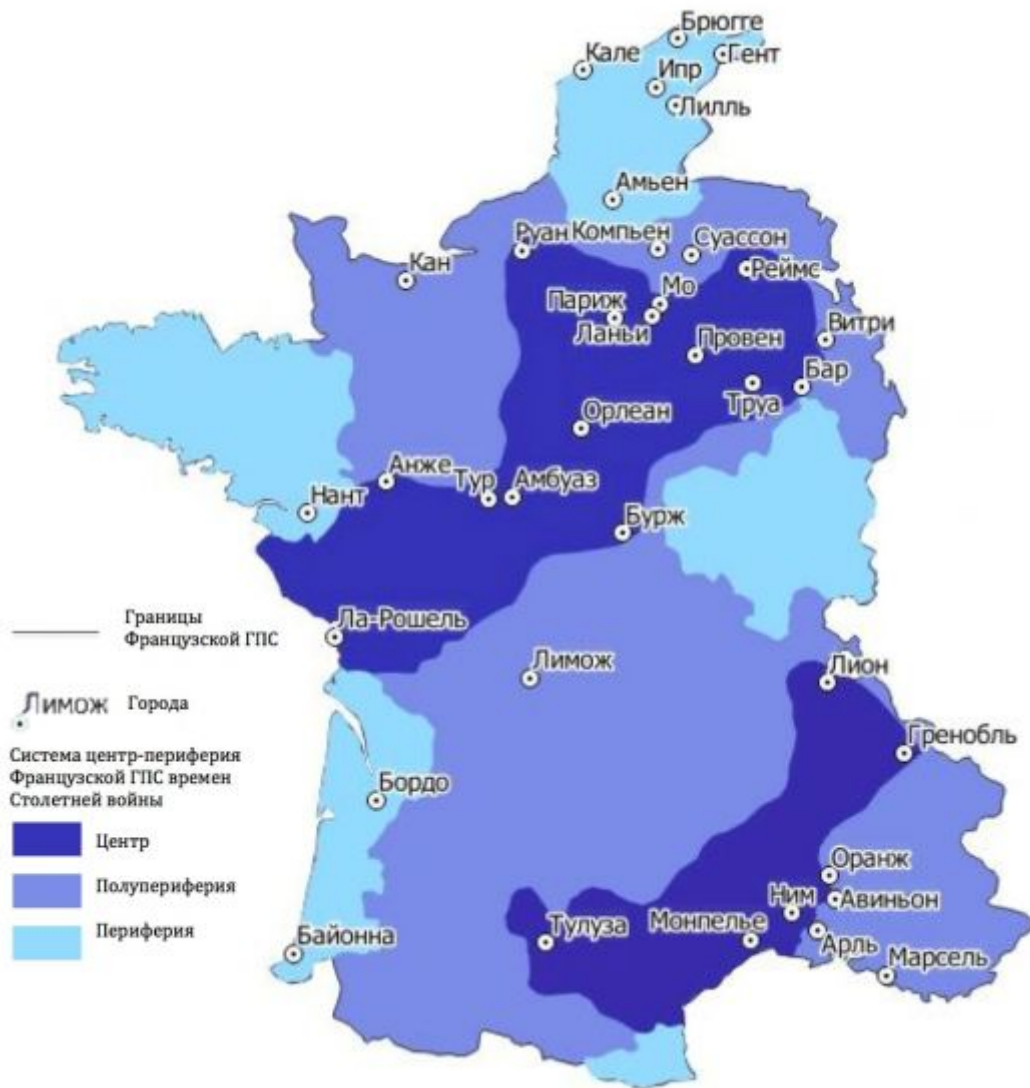 Брюгге
Кале
Гент
Ипр
Лилль
Амьен
Руан
Компьен
Суассон
Кан
Реймс
Мо
Париж
Ланьи
Витри
Провен
Бар
Труа
Орлеан
Анже
Тур
Амбуаз
Нант
Бурж
Ла-Рошель
Лимож
Лион
Гренобль
Бордо
Оранж
Ним
Авиньон
Тулуза
Монпелье
Арль
Байонна
Марсель
Границы
Французской ГПС
Лимож
Города
Система центр-периферия
Французской ГПС времен
Столетней войны
Центр
Полупериферия
Периферия